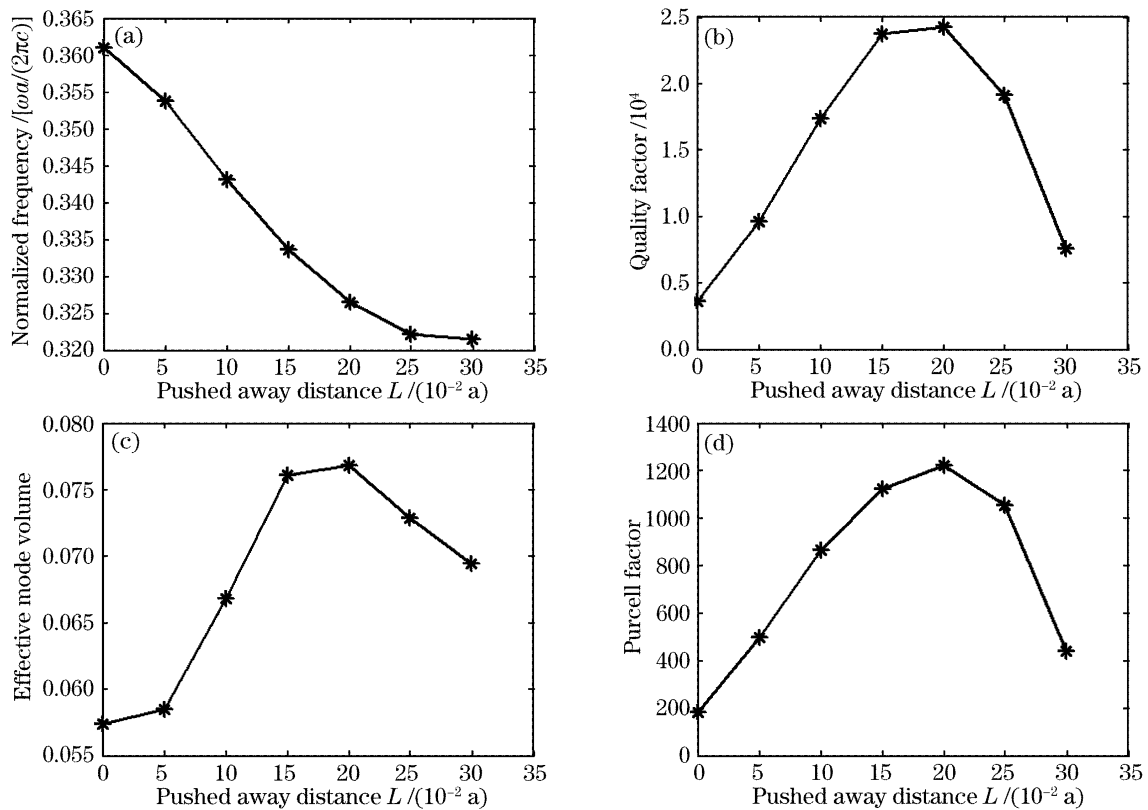 (a)
Normalized frequency /[ωa/(2πc)]
0.365
0.360
0.355
0.350
0.345
0.340
0.335
0.330
0.325
0.320
0 5 10 15 20 25 30 35
Pushed away distance L /(10⁻² a)
(b)
Quality factor /10⁴
2.5
2.0
1.5
1.0
0.5
0.0
0 5 10 15 20 25 30 35
Pushed away distance L /(10⁻² a)
(c)
Effective mode volume
0.080
0.075
0.070
0.065
0.060
0.055
0 5 10 15 20 25 30 35
Pushed away distance L /(10⁻² a)
(d)
Purcell factor
1400
1200
1000
800
600
400
200
0
0 5 10 15 20 25 30 35
Pushed away distance L /(10⁻² a)